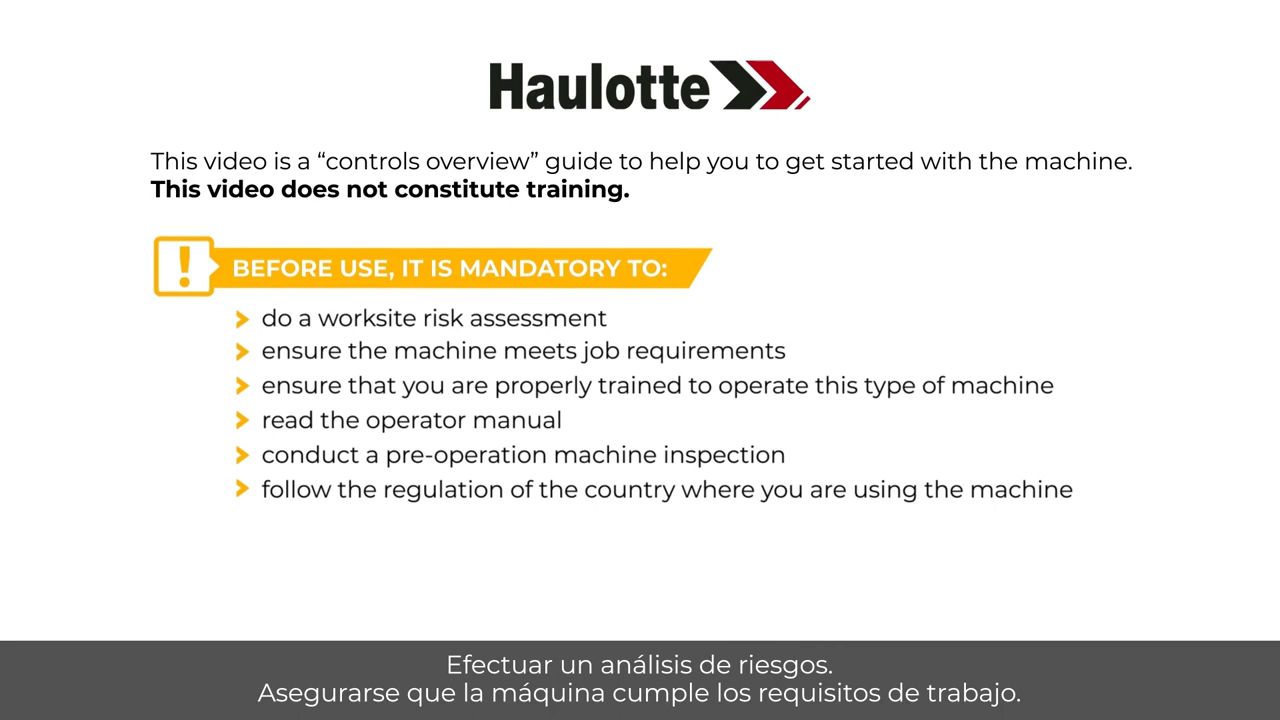 Haulotte
This video is a “controls overview” guide to help you to get started with the machine.
This video does not constitute training.
! BEFORE USE, IT IS MANDATORY TO:
do a worksite risk assessment
ensure the machine meets job requirements
ensure that you are properly trained to operate this type of machine
read the operator manual
conduct a pre-operation machine inspection
follow the regulation of the country where you are using the machine
Efectuar un análisis de riesgos.
Asegurarse que la máquina cumple los requisitos de trabajo.